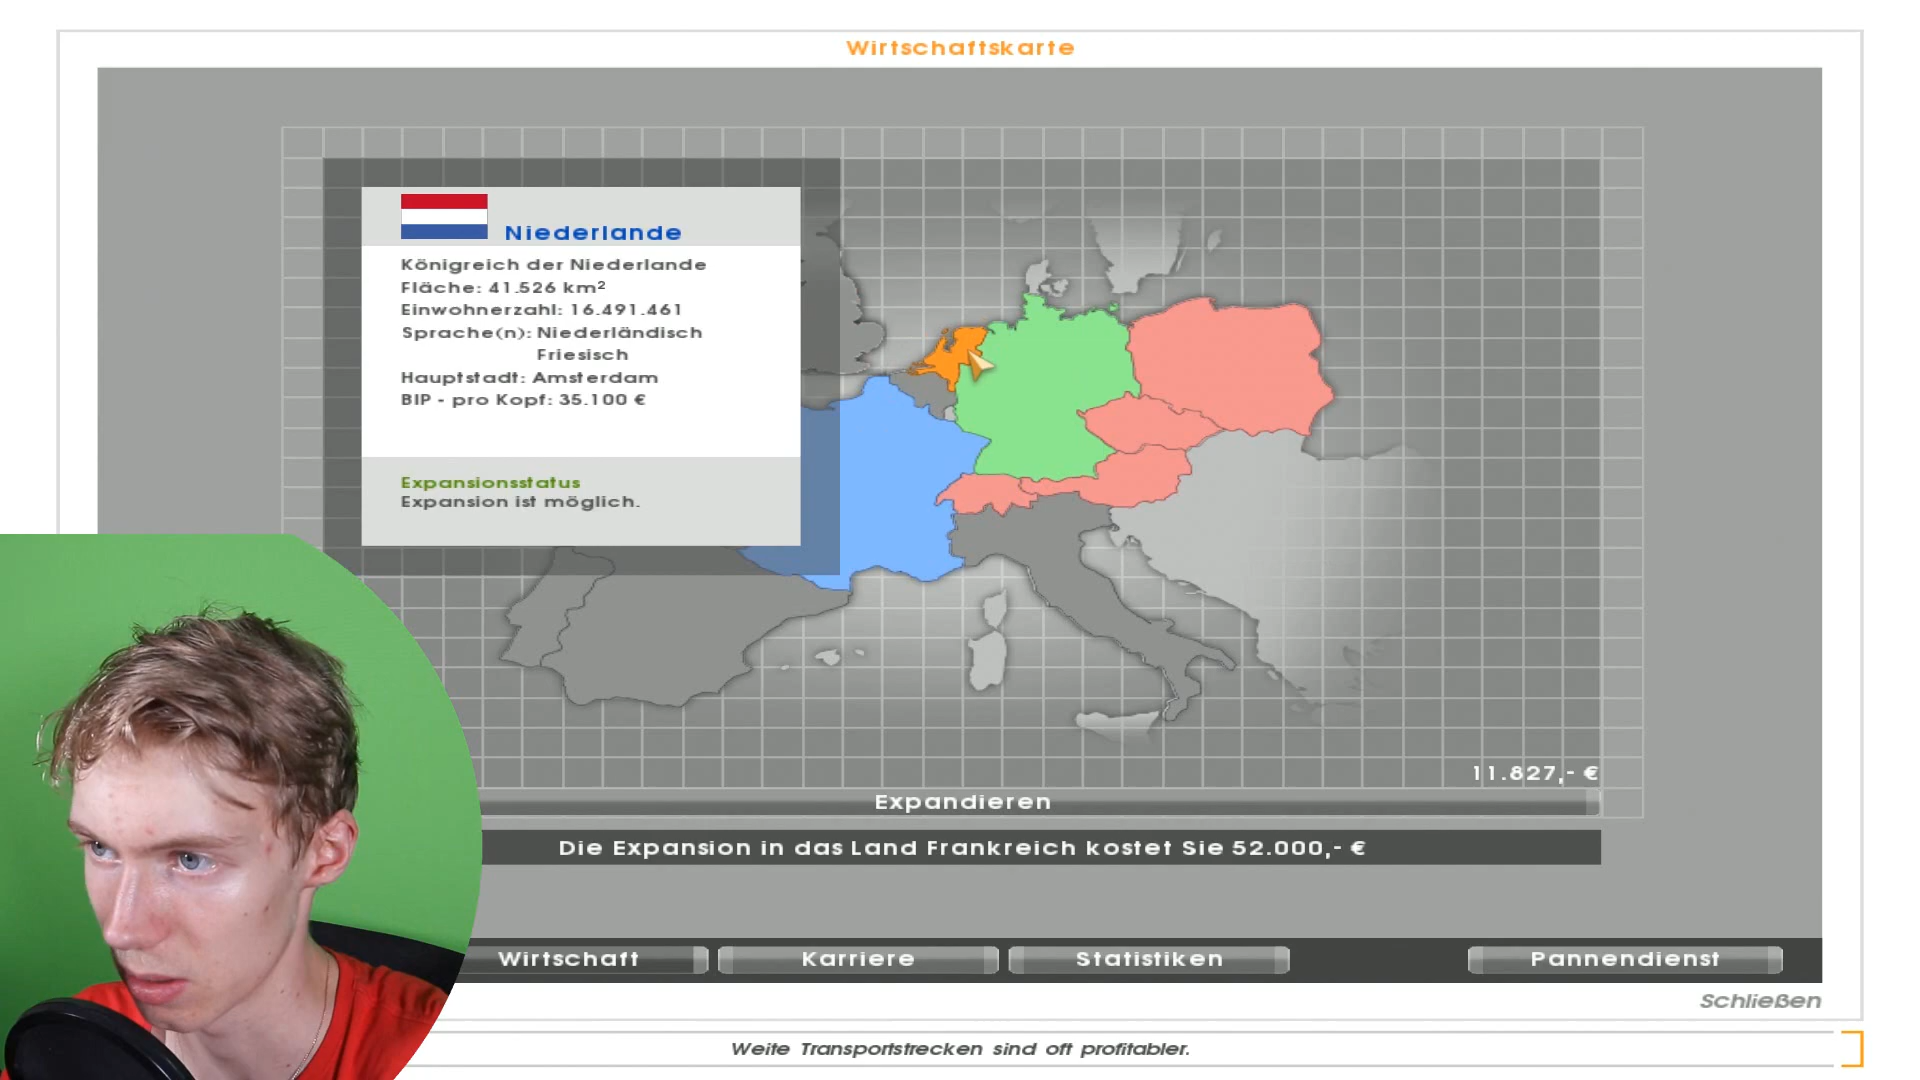 Wirtschaftskarte
Niederlande
Königreich der Niederlande
Fläche: 41.526 km²
Einwohnerzahl: 16.491.461
Sprache(n): Niederländisch
Friesisch
Hauptstadt: Amsterdam
BIP - pro Kopf: 35.100 €
Expansionsstatus
Expansion ist möglich.
11.827,- €
Expandieren
Die Expansion in das Land Frankreich kostet Sie 52.000,- €
Wirtschaft
Karriere
Statistiken
Pannendienst
Schließen
Weite Transportstrecken sind oft profitabler.